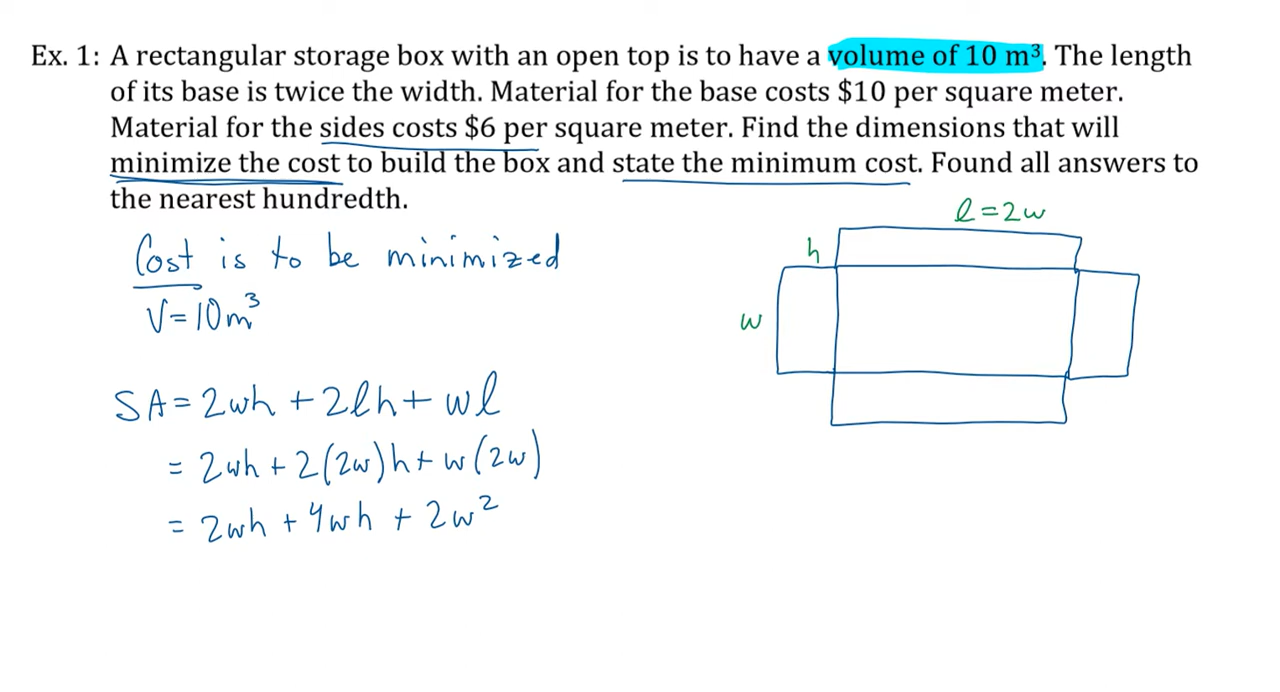 Ex. 1: A rectangular storage box with an open top is to have a volume of 10 m³. The length
of its base is twice the width. Material for the base costs $10 per square meter.
Material for the sides costs $6 per square meter. Find the dimensions that will
minimize the cost to build the box and state the minimum cost. Found all answers to
the nearest hundredth.
l = 2w
Cost is to be minimized
h
V = 10m³
w
SA = 2wh + 2lh + wl
= 2wh + 2(2w)h + w(2w)
= 2wh + 4wh + 2w²